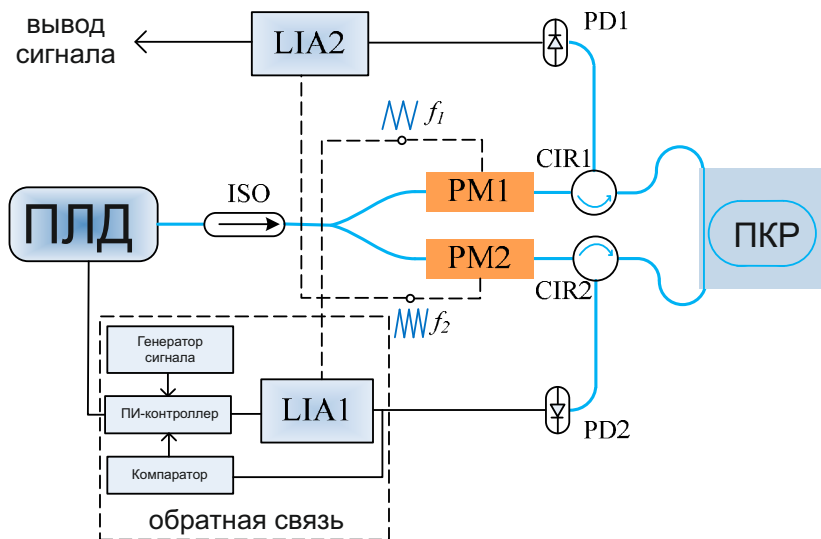 вывод
сигнала
LIA2
PD1
f₁
CIR1
ISO
PM1
ПЛД
ПКР
PM2
CIR2
f₂
Генератор
сигнала
ПИ-контроллер
LIA1
PD2
Компаратор
обратная связь